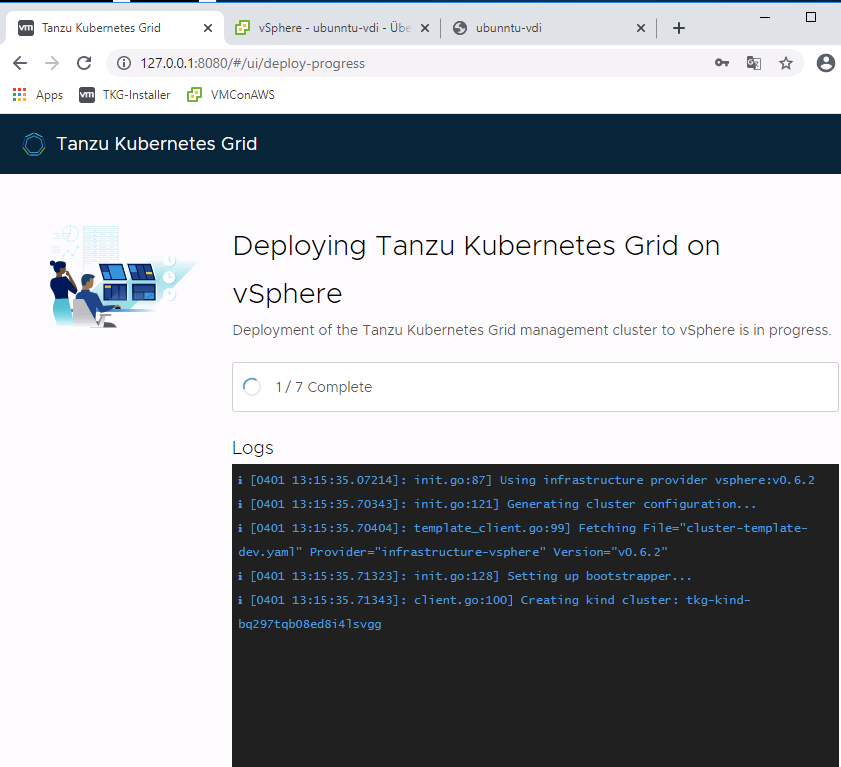 vm Tanzu Kubernetes Grid
vSphere - ubunntu-vdi - Übe
ubunntu-vdi
127.0.0.1:8080/#/ui/deploy-progress
Apps
vm TKG-Installer
VMConAWS
Tanzu Kubernetes Grid
Deploying Tanzu Kubernetes Grid on
vSphere
Deployment of the Tanzu Kubernetes Grid management cluster to vSphere is in progress.
1 / 7 Complete
Logs
ℹ [0401 13:15:35.07214]: init.go:87] Using infrastructure provider vsphere:v0.6.2
ℹ [0401 13:15:35.70343]: init.go:121] Generating cluster configuration...
ℹ [0401 13:15:35.70404]: template_client.go:99] Fetching File="cluster-template-
dev.yaml" Provider="infrastructure-vsphere" Version="v0.6.2"
ℹ [0401 13:15:35.71323]: init.go:128] Setting up bootstrapper...
ℹ [0401 13:15:35.71343]: client.go:100] Creating kind cluster: tkg-kind-
bq297tqb08ed8i4lsvgg